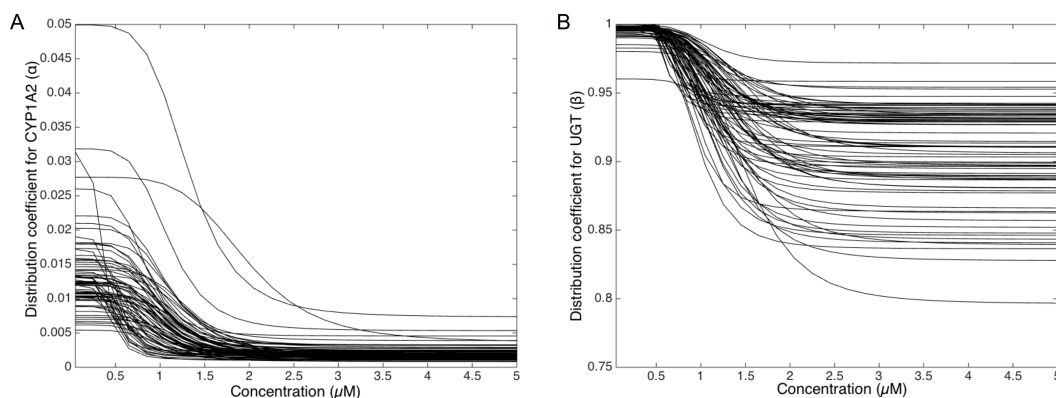 A
Distribution coefficient for CYP1A2 (α)
0.05
0.045
0.04
0.035
0.03
0.025
0.02
0.015
0.01
0.005
0
0.5 1 1.5 2 2.5 3 3.5 4 4.5 5
Concentration (µM)
B
Distribution coefficient for UGT (β)
1
0.95
0.9
0.85
0.8
0.75
0.5 1 1.5 2 2.5 3 3.5 4 4.5 5
Concentration (µM)